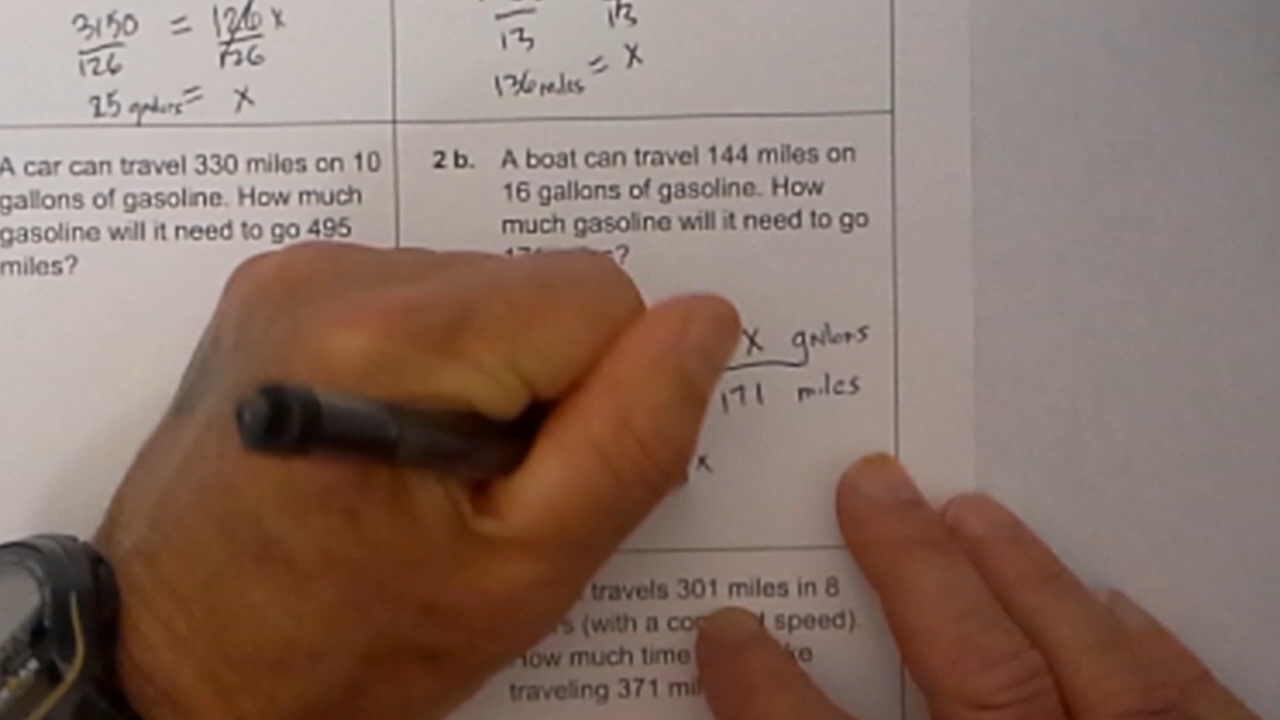 3150 = 126x
126 126
25 gallons = x
13 13
136 miles = x
A car can travel 330 miles on 10
gallons of gasoline. How much
gasoline will it need to go 495
miles?
2 b. A boat can travel 144 miles on
16 gallons of gasoline. How
much gasoline will it need to go
?
x gallons
171 miles
x
travels 301 miles in 8
(with a speed).
How much time
traveling 371